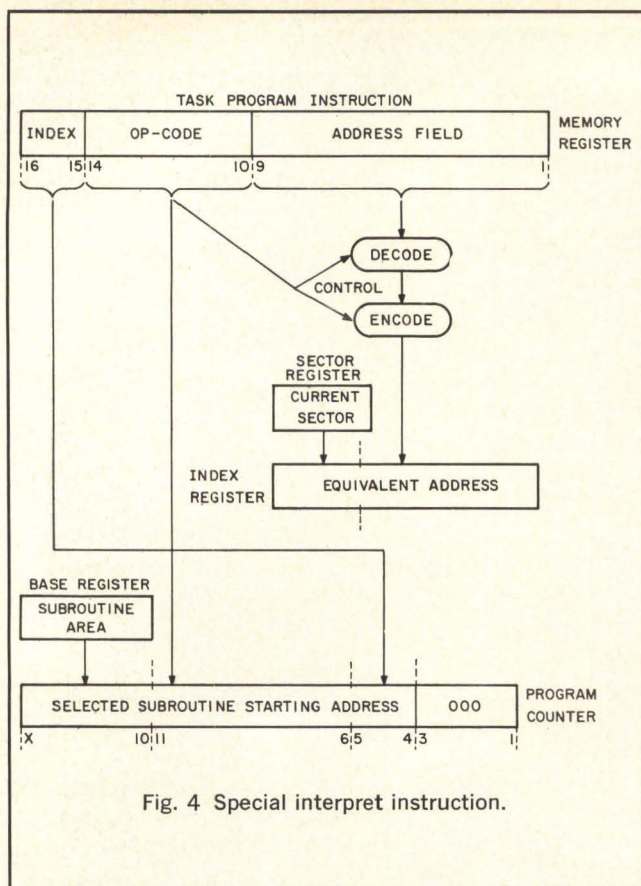 TASK PROGRAM INSTRUCTION
INDEX OP-CODE ADDRESS FIELD MEMORY
REGISTER
16 15 14 10 9 1
DECODE
CONTROL
ENCODE
SECTOR
REGISTER
CURRENT
SECTOR
INDEX
REGISTER EQUIVALENT ADDRESS
BASE REGISTER
SUBROUTINE
AREA
SELECTED SUBROUTINE STARTING ADDRESS 000 PROGRAM
COUNTER
X 10 11 6 5 4 3 1
Fig. 4 Special interpret instruction.